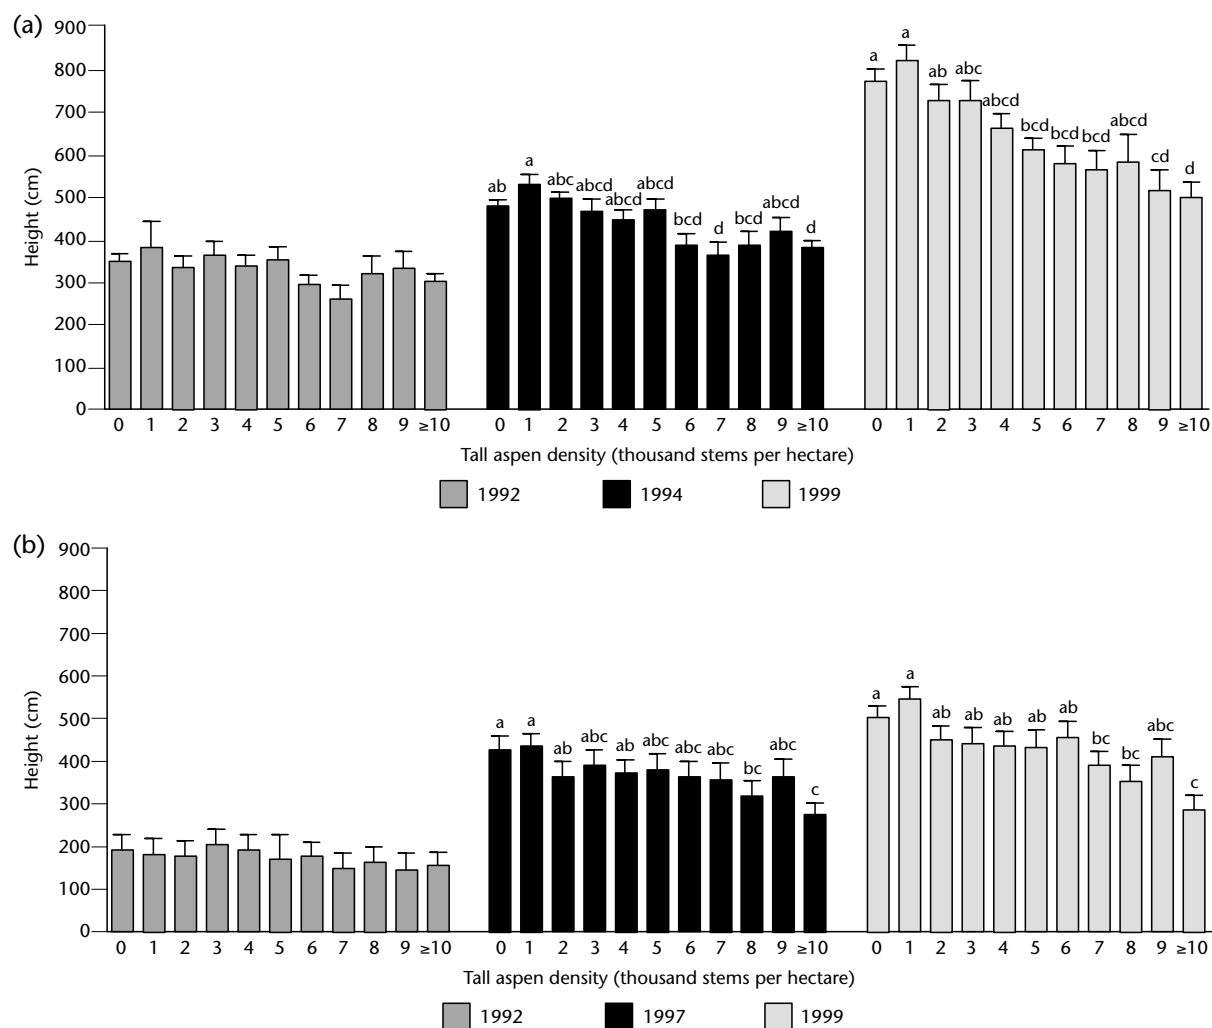 (a)
900
800
700
600
500
400
300
200
100
0
Height (cm)
ab a abc abcd abcd abcd bcd d bcd abcd d
a a ab abc abcd bcd bcd bcd abcd cd d
0 1 2 3 4 5 6 7 8 9 ≥10 0 1 2 3 4 5 6 7 8 9 ≥10 0 1 2 3 4 5 6 7 8 9 ≥10
Tall aspen density (thousand stems per hectare)
1992 1994 1999
(b)
900
800
700
600
500
400
300
200
100
0
Height (cm)
a a ab abc ab abc abc abc bc abc c
a a ab ab ab ab ab bc bc abc c
0 1 2 3 4 5 6 7 8 9 ≥10 0 1 2 3 4 5 6 7 8 9 ≥10 0 1 2 3 4 5 6 7 8 9 ≥10
Tall aspen density (thousand stems per hectare)
1992 1997 1999